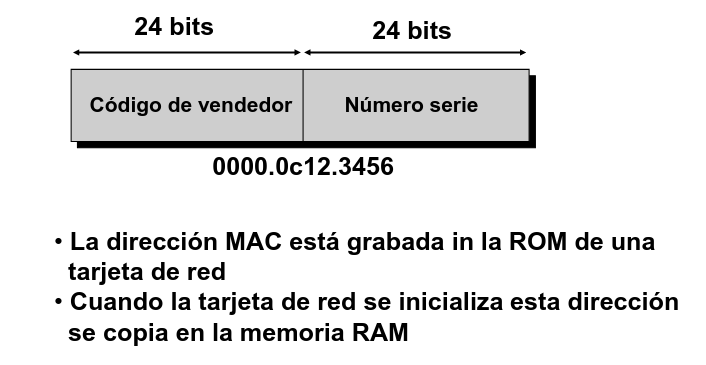 24 bits
24 bits
Código de vendedor
Número serie
0000.0c12.3456
• La dirección MAC está grabada in la ROM de una
tarjeta de red
• Cuando la tarjeta de red se inicializa esta dirección
se copia en la memoria RAM